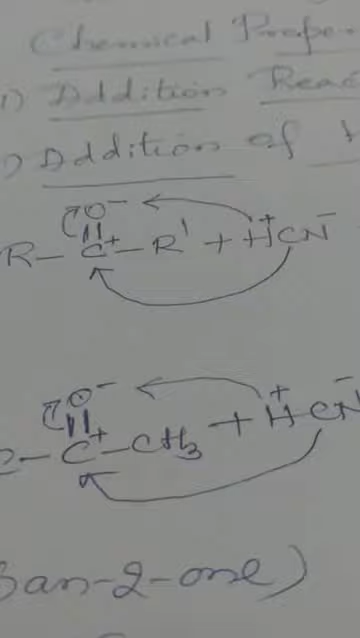 Chemical Prope
1) Addition Reac
) Addition of H
O⁻
R–C⁺–R' + H⁺CN⁻
O⁻
C–C⁺–CH₃ + H⁺CN⁻
an-2-one)